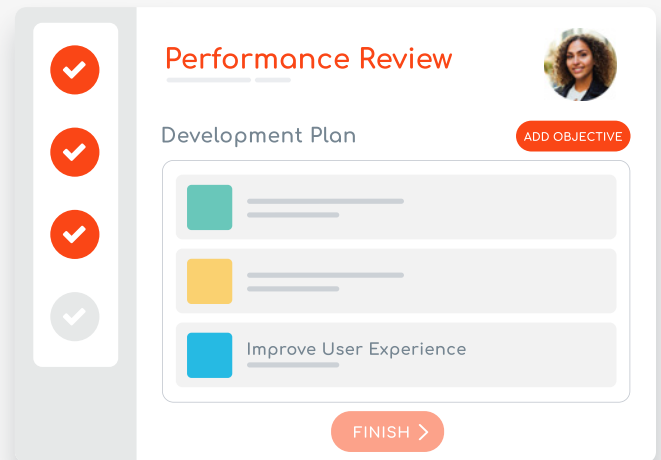 Performance Review
Development Plan
ADD OBJECTIVE
Improve User Experience
FINISH